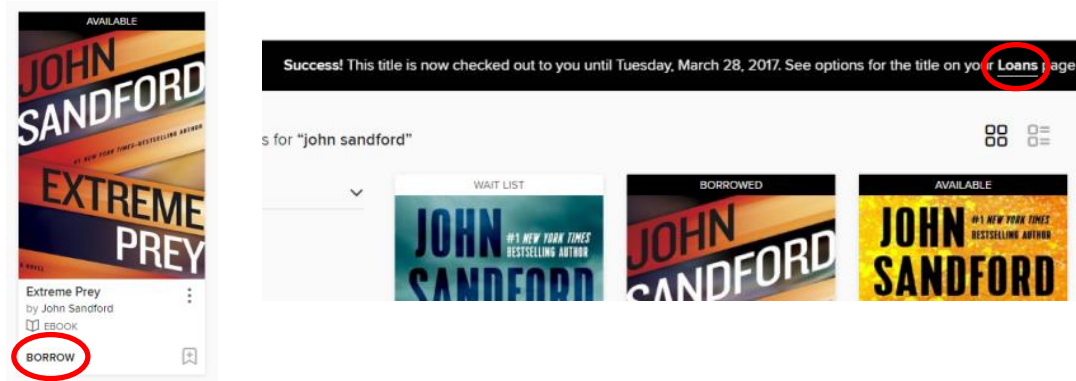 AVAILABLE
JOHN
SANDFORD
#1 NEW YORK TIMES-BESTSELLING AUTHOR
EXTREME
PREY
A NOVEL
Extreme Prey
by John Sandford
EBOOK
BORROW
Success! This title is now checked out to you until Tuesday, March 28, 2017. See options for the title on your Loans page
s for “john sandford”
WAIT LIST
JOHN
#1 NEW YORK TIMES
BESTSELLING AUTHOR
SANDFORD
BORROWED
JOHN
SANDFORD
AVAILABLE
JOHN
#1 NEW YORK TIMES
BESTSELLING AUTHOR
SANDFORD